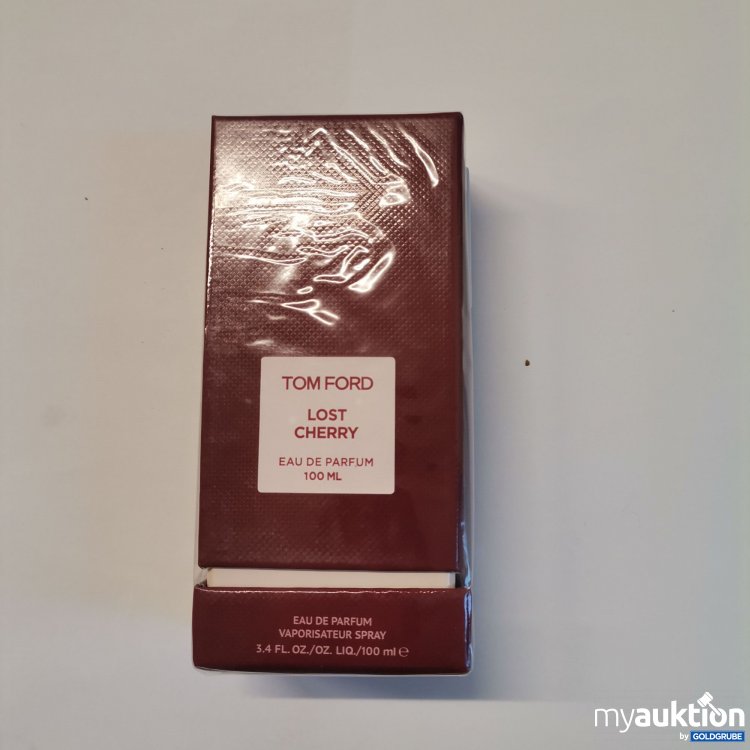 TOM FORD
LOST
CHERRY
EAU DE PARFUM
100 ML
EAU DE PARFUM
VAPORISATEUR SPRAY
3.4 FL. OZ./OZ. LIQ./100 ml ℮
myauktion
by GOLDGRUBE